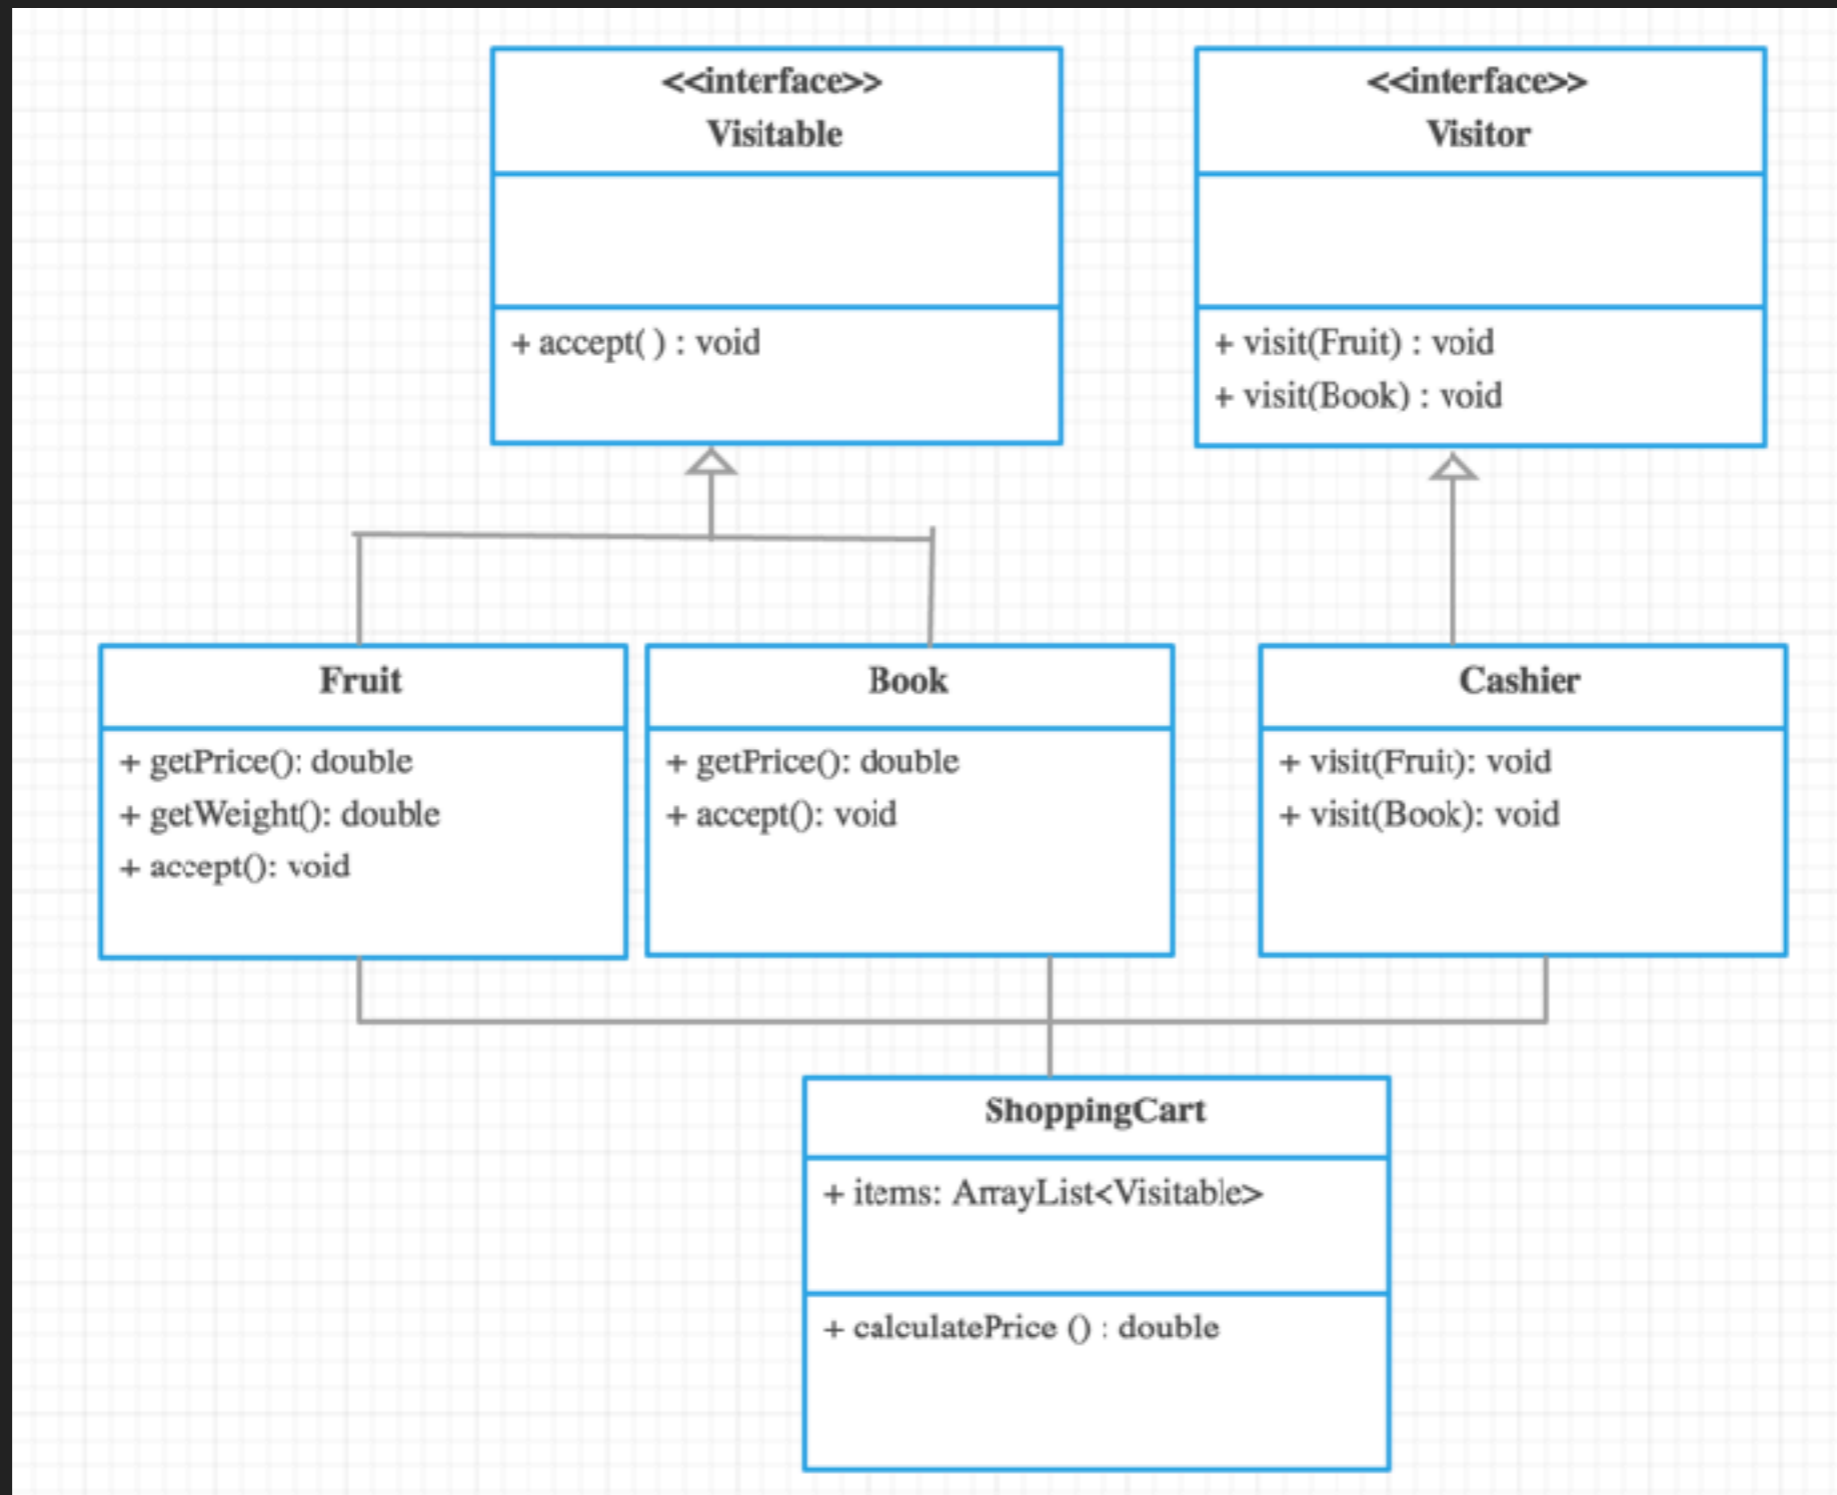 <<interface>>
Visitable
+ accept( ) : void
<<interface>>
Visitor
+ visit(Fruit) : void
+ visit(Book) : void
Fruit
+ getPrice(): double
+ getWeight(): double
+ accept(): void
Book
+ getPrice(): double
+ accept(): void
Cashier
+ visit(Fruit): void
+ visit(Book): void
ShoppingCart
+ items: ArrayList<Visitable>
+ calculatePrice () : double